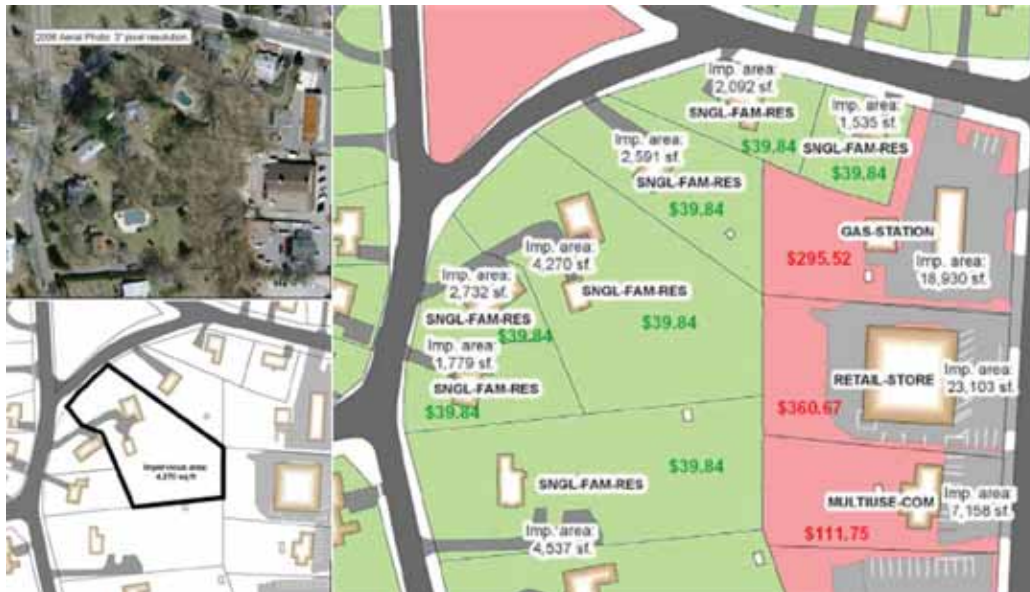 2006 Aerial Photo: 3" pixel resolution.
Impervious area:
4,270 sq ft
Imp. area:
2,092 sf.
SNGL-FAM-RES
$39.84
Imp. area:
1,535 sf.
SNGL-FAM-RES
$39.84
Imp. area:
2,591 sf.
SNGL-FAM-RES
$39.84
GAS-STATION
$295.52
Imp. area:
18,930 sf.
Imp. area:
4,270 sf.
SNGL-FAM-RES
$39.84
Imp. area:
2,732 sf.
SNGL-FAM-RES
$39.84
Imp. area:
1,779 sf.
SNGL-FAM-RES
$39.84
RETAIL-STORE
Imp. area:
23,103 sf.
$360.67
$39.84
SNGL-FAM-RES
Imp. area:
4,537 sf.
MULTIUSE-COM
Imp. area:
7,158 sf.
$111.75